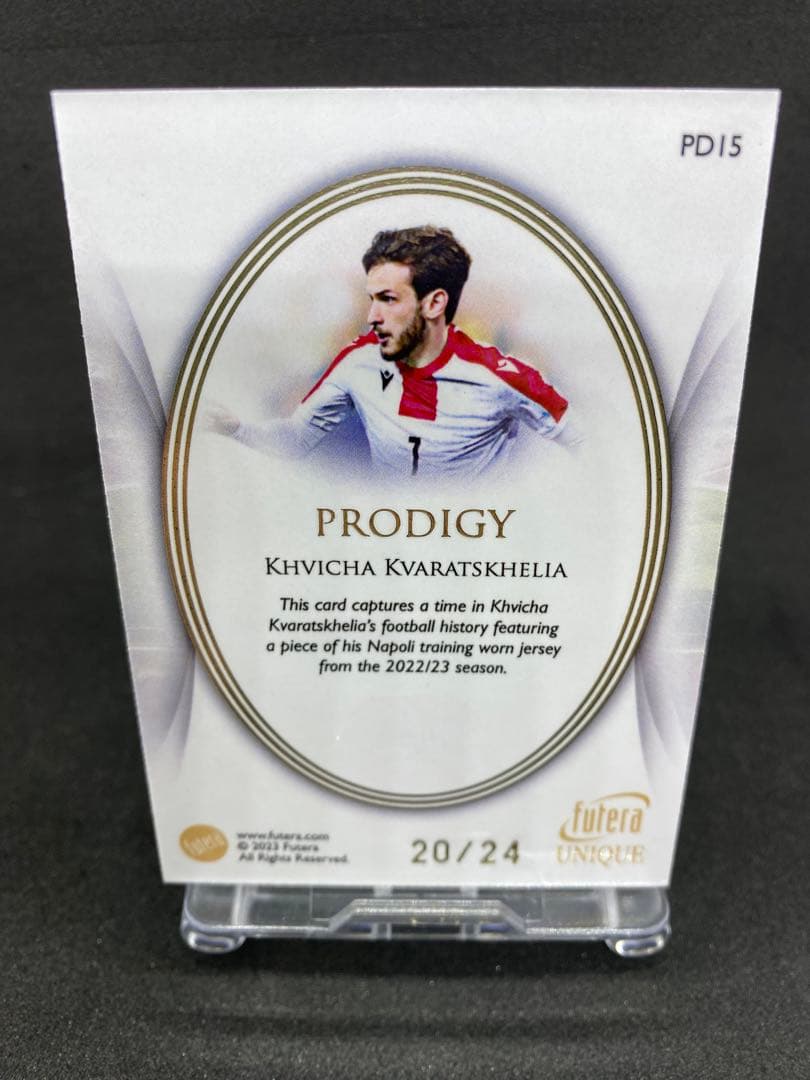 PD15
7
PRODIGY
KHVICHA KVARATSKHELIA
This card captures a time in Khvicha
Kvaratskhelia's football history featuring
a piece of his Napoli training worn jersey
from the 2022/23 season.
futera
www.futera.com
© 2023 Futera
All Rights Reserved.
20/24
futera
UNIQUE